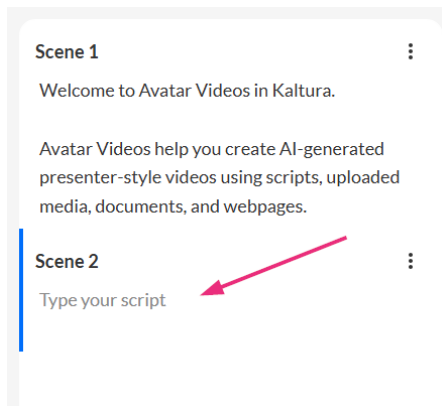 Scene 1
Welcome to Avatar Videos in Kaltura.
Avatar Videos help you create AI-generated
presenter-style videos using scripts, uploaded
media, documents, and webpages.
Scene 2
Type your script